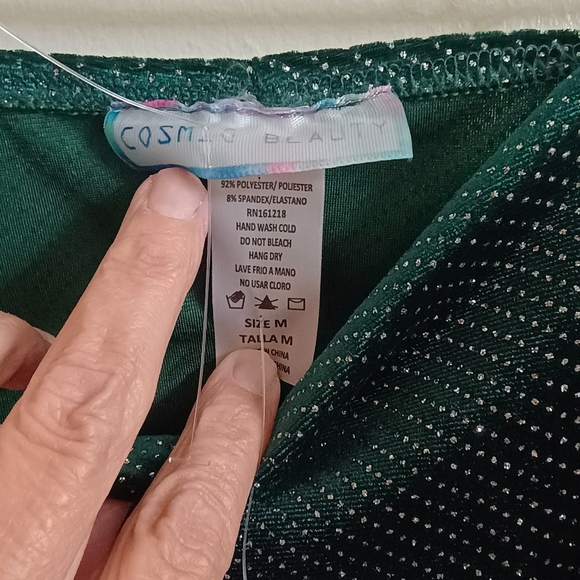 COSMIC BEAUTY
92% POLYESTER/ POLIESTER
8% SPANDEX/ELASTANO
RN161218
HAND WASH COLD
DO NOT BLEACH
HANG DRY
LAVE FRIO A MANO
NO USAR CLORO
SIZE M
TALLA M
CHINA